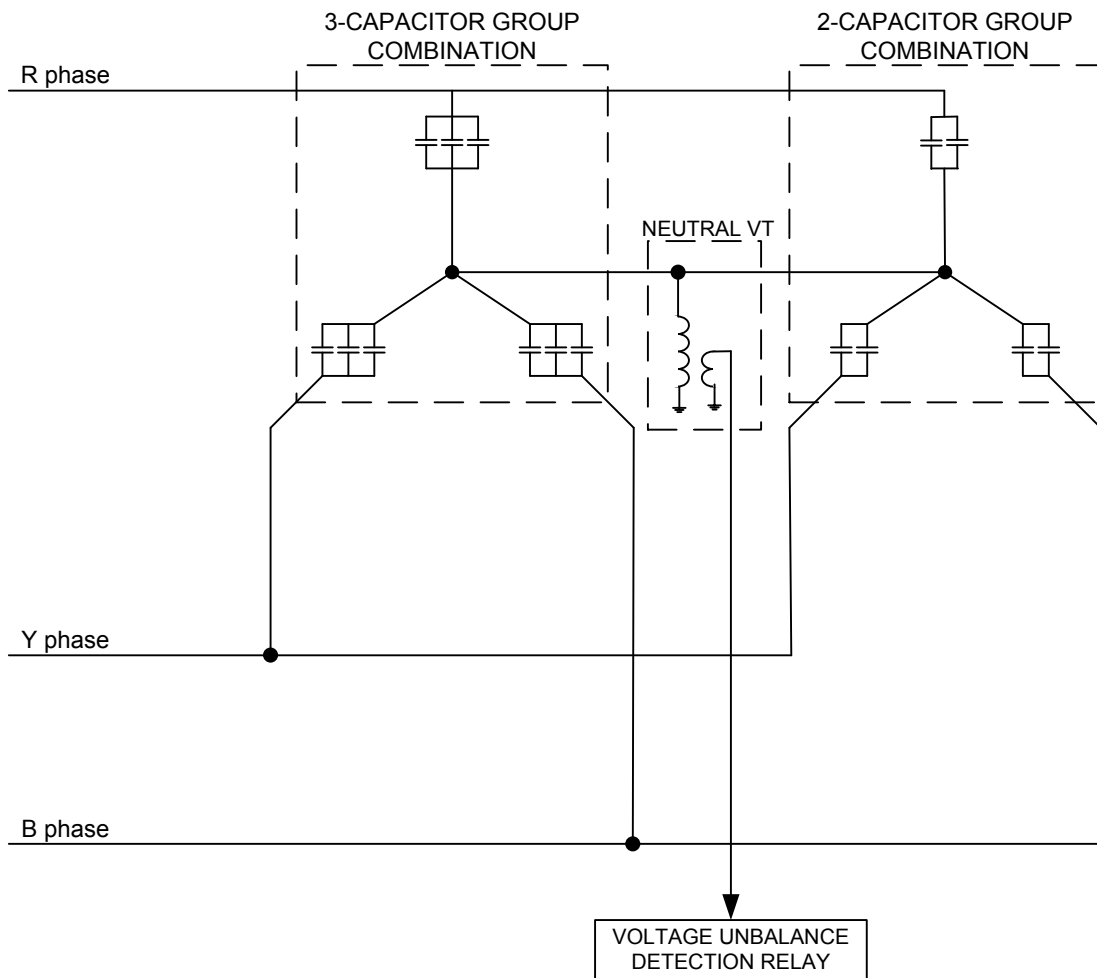 3-CAPACITOR GROUP
COMBINATION
2-CAPACITOR GROUP
COMBINATION
R phase
NEUTRAL VT
Y phase
B phase
VOLTAGE UNBALANCE
DETECTION RELAY